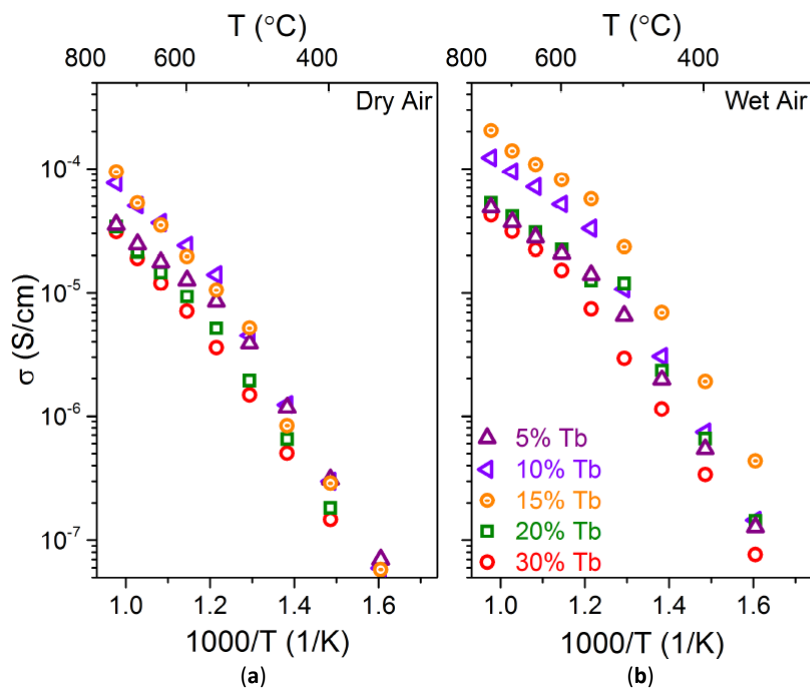 T (°C) T (°C)
800 600 400 800 600 400
Dry Air Wet Air
10⁻⁴
10⁻⁵
σ (S/cm)
10⁻⁶
5% Tb
10% Tb
15% Tb
20% Tb
30% Tb
10⁻⁷
1.0 1.2 1.4 1.6 1.0 1.2 1.4 1.6
1000/T (1/K) 1000/T (1/K)
(a) (b)